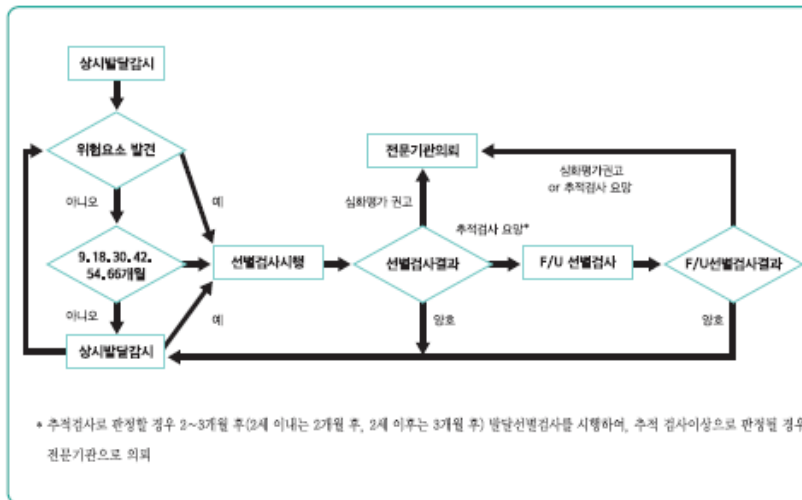 상시발달감시
위험요소 발견
전문기관의뢰
심화평가권고
or 추적검사 요망
아니오
예
심화평가 권고
추적검사 요망*
9.18.30.42.
54.66개월
선별검사시행
선별검사결과
F/U 선별검사
F/U선별검사결과
아니오
예
양호
양호
상시발달감시
* 추적검사로 판정할 경우 2~3개월 후(2세 이내는 2개월 후, 2세 이후는 3개월 후) 발달선별검사를 시행하여, 추적 검사이상으로 판정될 경우
전문기관으로 의뢰